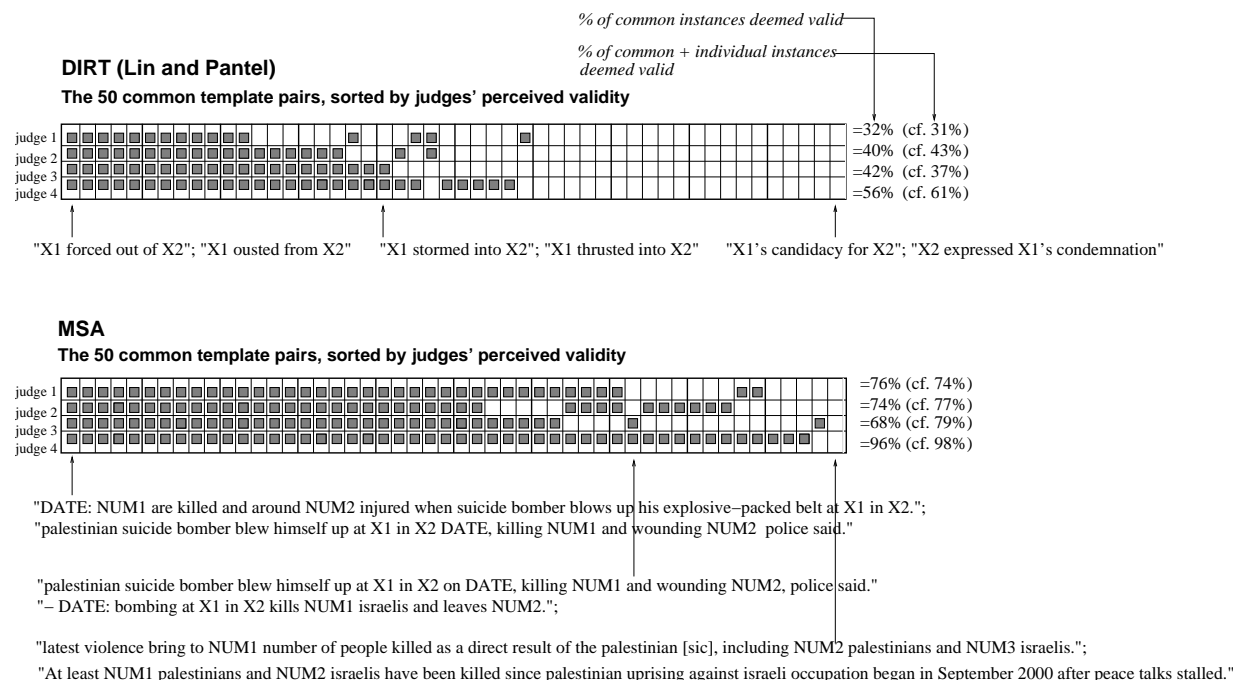 % of common instances deemed valid
% of common + individual instances
deemed valid
DIRT (Lin and Pantel)
The 50 common template pairs, sorted by judges' perceived validity
judge 1 =32% (cf. 31%)
judge 2 =40% (cf. 43%)
judge 3 =42% (cf. 37%)
judge 4 =56% (cf. 61%)
"X1 forced out of X2"; "X1 ousted from X2" "X1 stormed into X2"; "X1 thrusted into X2" "X1's candidacy for X2"; "X2 expressed X1's condemnation"
MSA
The 50 common template pairs, sorted by judges' perceived validity
judge 1 =76% (cf. 74%)
judge 2 =74% (cf. 77%)
judge 3 =68% (cf. 79%)
judge 4 =96% (cf. 98%)
"DATE: NUM1 are killed and around NUM2 injured when suicide bomber blows up his explosive−packed belt at X1 in X2.";
"palestinian suicide bomber blew himself up at X1 in X2 DATE, killing NUM1 and wounding NUM2 police said."
"palestinian suicide bomber blew himself up at X1 in X2 on DATE, killing NUM1 and wounding NUM2, police said."
"− DATE: bombing at X1 in X2 kills NUM1 israelis and leaves NUM2.";
"latest violence bring to NUM1 number of people killed as a direct result of the palestinian [sic], including NUM2 palestinians and NUM3 israelis.";
"At least NUM1 palestinians and NUM2 israelis have been killed since palestinian uprising against israeli occupation began in September 2000 after peace talks stalled."